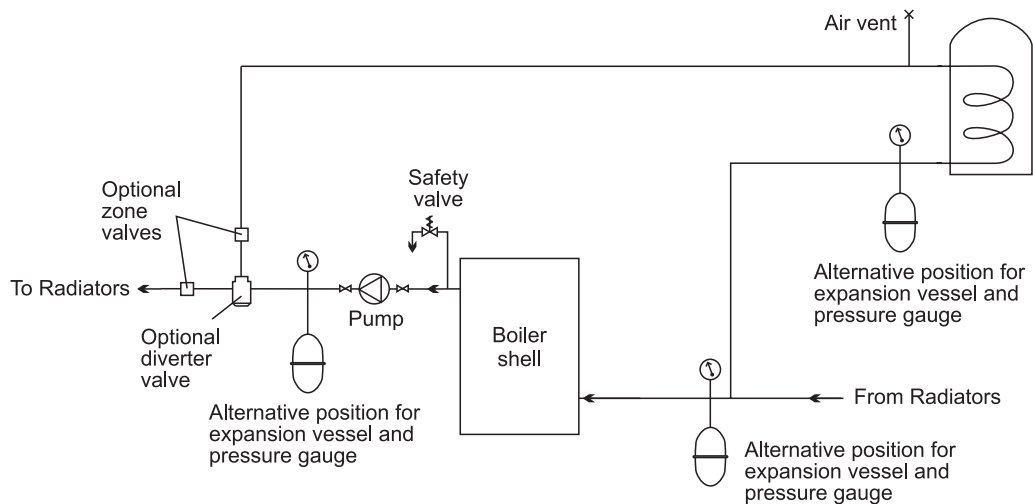 Air vent
Optional
zone
valves
Safety
valve
To Radiators
Pump
Optional
diverter
valve
Boiler
shell
Alternative position for
expansion vessel and
pressure gauge
Alternative position for
expansion vessel and
pressure gauge
From Radiators
Alternative position for
expansion vessel and
pressure gauge